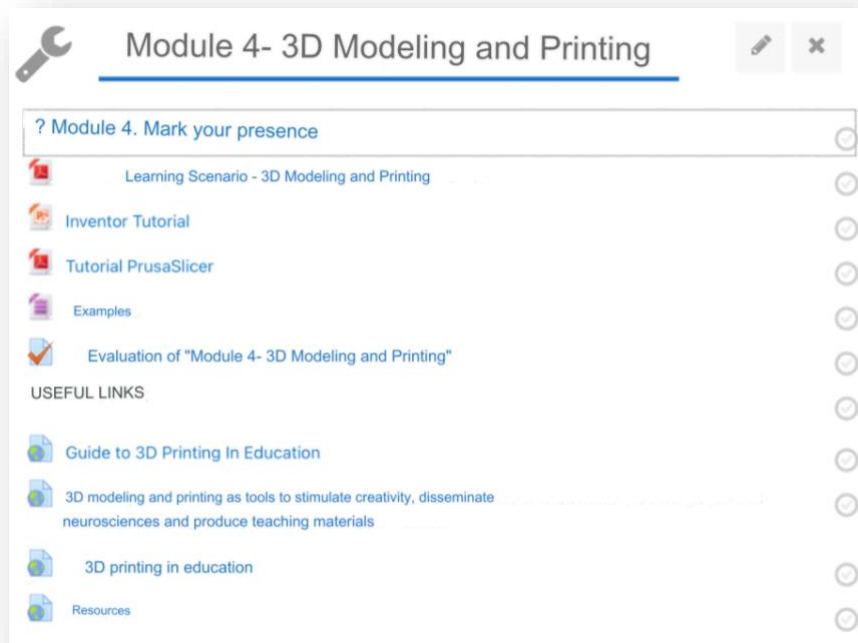 Module 4- 3D Modeling and Printing
? Module 4. Mark your presence
Learning Scenario - 3D Modeling and Printing
Inventor Tutorial
Tutorial PrusaSlicer
Examples
Evaluation of "Module 4- 3D Modeling and Printing"
USEFUL LINKS
Guide to 3D Printing In Education
3D modeling and printing as tools to stimulate creativity, disseminate
neurosciences and produce teaching materials
3D printing in education
Resources